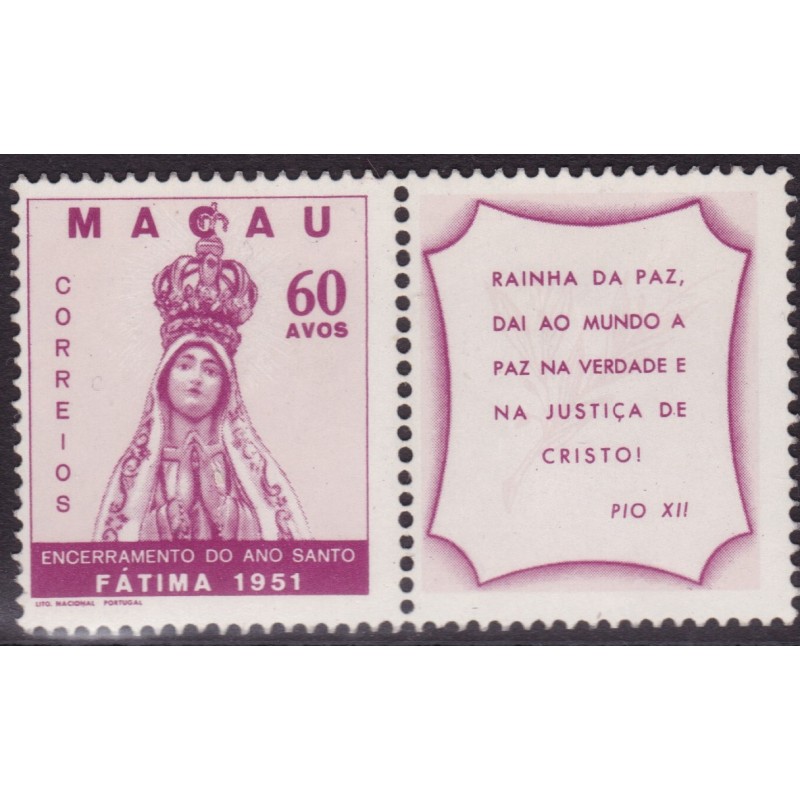 MACAU
CORREIOS
60
AVOS
ENCERRAMENTO DO ANO SANTO
FÁTIMA 1951
LITO. NACIONAL PORTUGAL
RAINHA DA PAZ,
DAI AO MUNDO A
PAZ NA VERDADE E
NA JUSTIÇA DE
CRISTO!
PIO XII